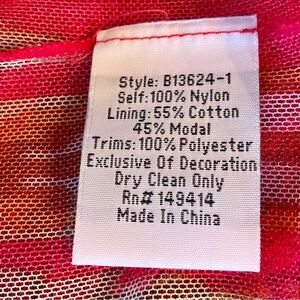 Style: B13624-1
Self:100% Nylon
Lining: 55% Cotton
45% Modal
Trims:100% Polyester
Exclusive Of Decoration
Dry Clean Only
Rn# 149414
Made In China